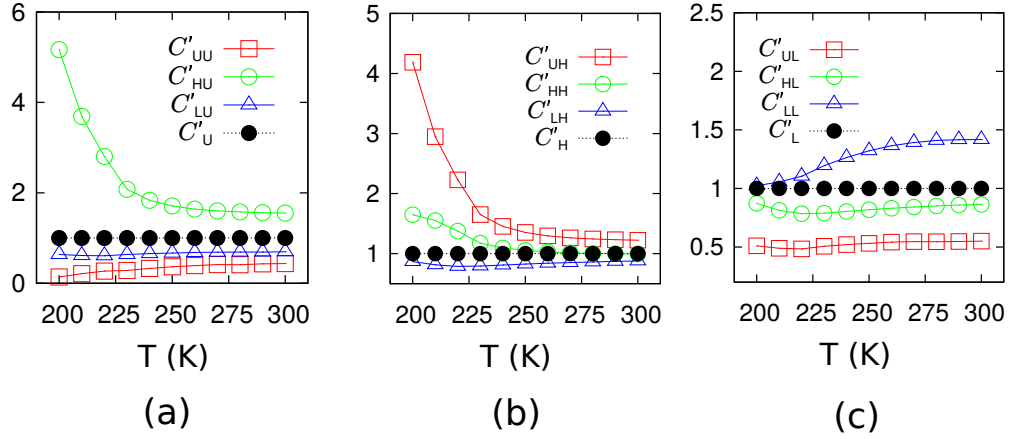 6
4
2
0
C′UU
C′HU
C′LU
C′U
200 225 250 275 300
T (K)
(a)
5
4
3
2
1
C′UH
C′HH
C′LH
C′H
200 225 250 275 300
T (K)
(b)
2.5
2
1.5
1
0.5
C′UL
C′HL
C′LL
C′L
200 225 250 275 300
T (K)
(c)